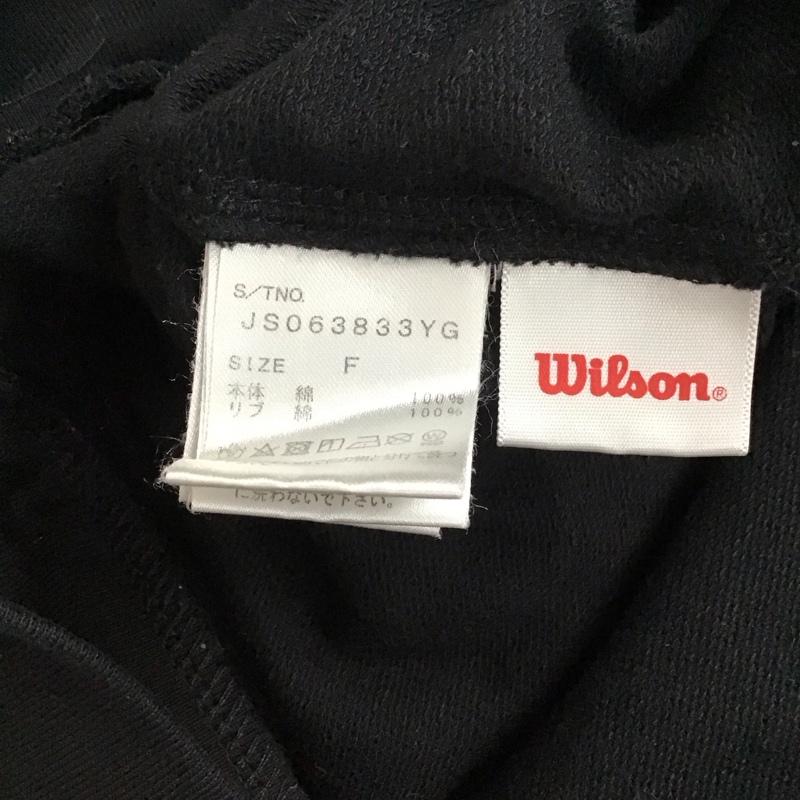 S/TNO.
JS063833YG
SIZE F
本体 綿 100%
リブ 綿 100%
に洗わないで下さい。
Wilson®